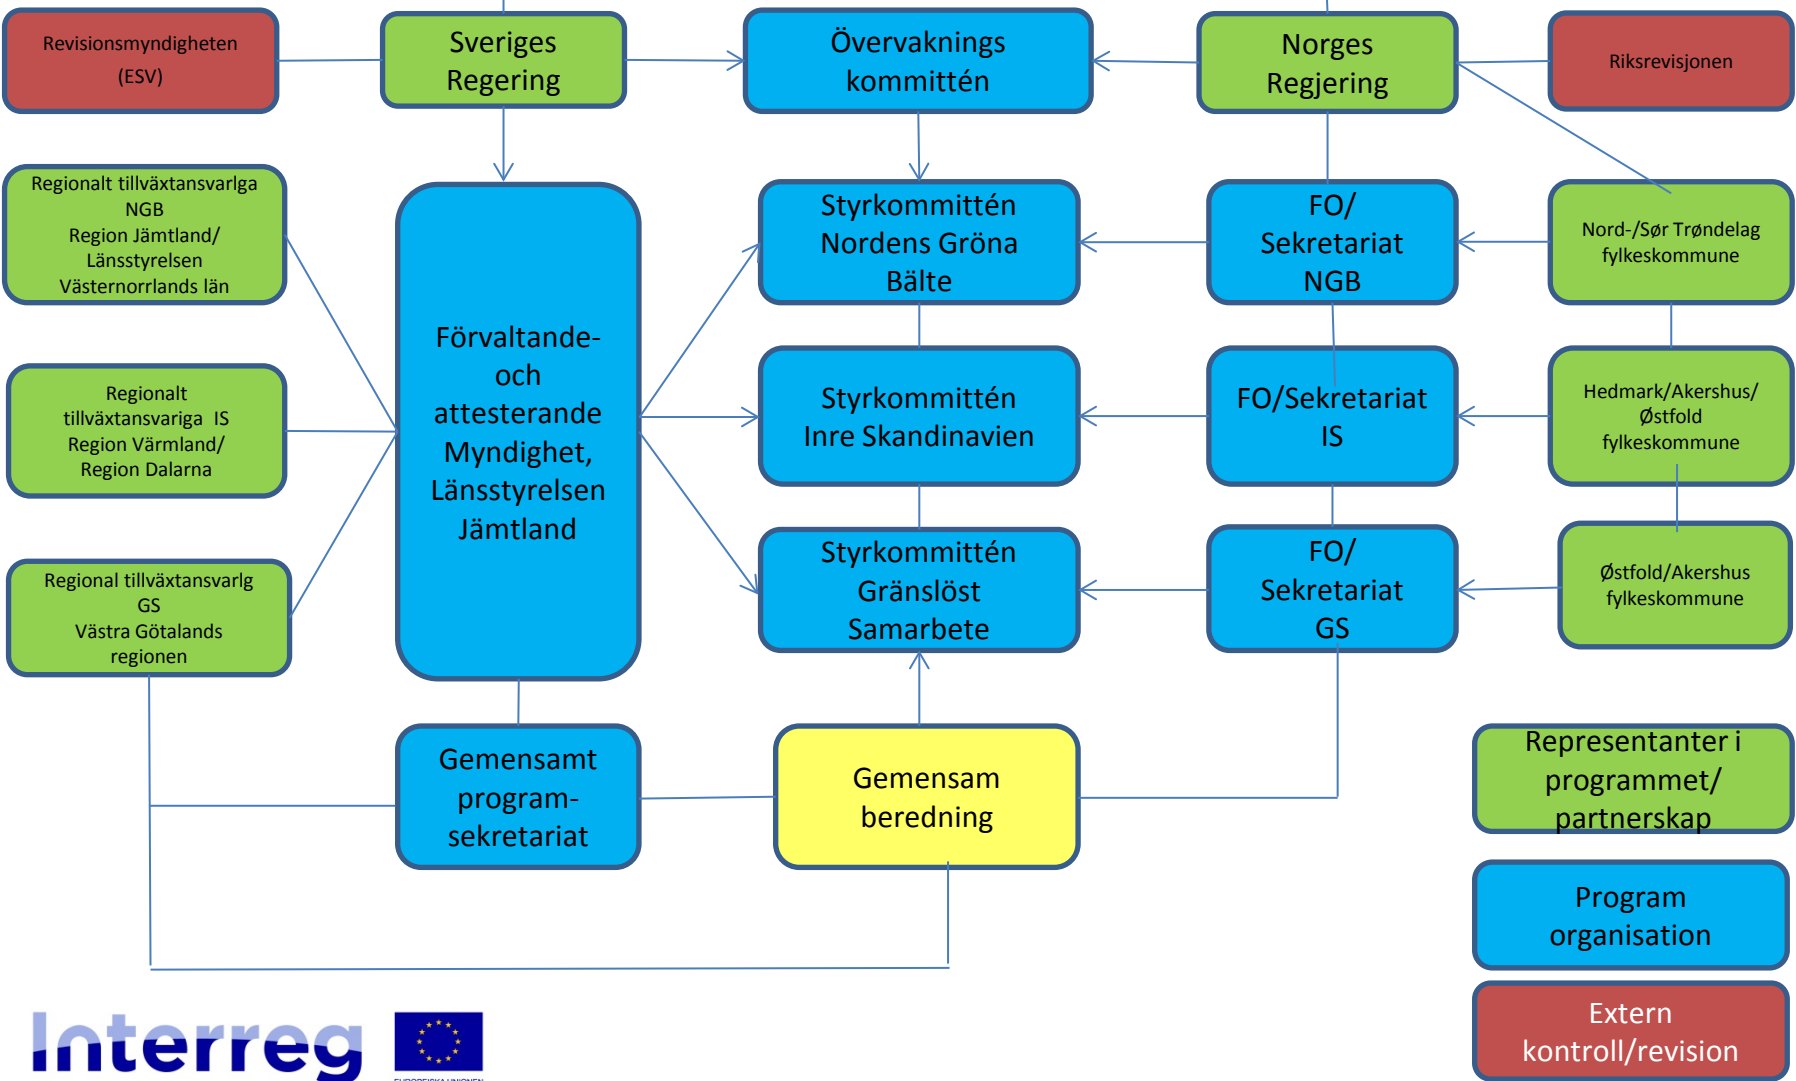 Revisionsmyndigheten
(ESV)
Sveriges
Regering
Övervaknings
kommittén
Norges
Regjering
Riksrevisjonen
Regionalt tillväxtansvarlga
NGB
Region Jämtland/
Länsstyrelsen
Västernorrlands län
Förvaltande-
och
attesterande
Myndighet,
Länsstyrelsen
Jämtland
Styrkommittén
Nordens Gröna
Bälte
FO/
Sekretariat
NGB
Nord-/Sør Trøndelag
fylkeskommune
Regionalt
tillväxtansvariga  IS
Region Värmland/
Region Dalarna
Styrkommittén
Inre Skandinavien
FO/Sekretariat
IS
Hedmark/Akershus/
Østfold
fylkeskommune
Regional tillväxtansvarlg
GS
Västra Götalands
regionen
Styrkommittén
Gränslöst
Samarbete
FO/
Sekretariat
GS
Østfold/Akershus
fylkeskommune
Gemensamt
program-
sekretariat
Gemensam
beredning
Representanter i
programmet/
partnerskap
Program
organisation
Extern
kontroll/revision
Interreg
EUROPEISKA UNIONEN